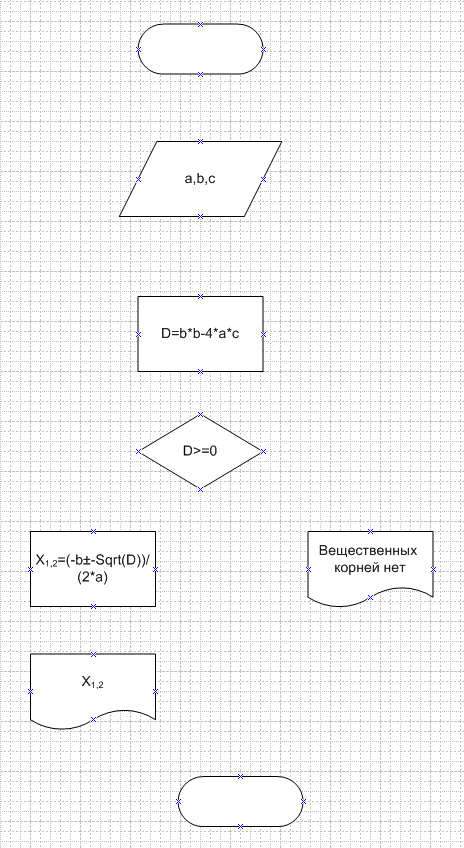 a,b,c
D=b*b-4*a*c
D>=0
X1,2=(-b±-Sqrt(D))/
(2*a)
Вещественных
корней нет
X1,2